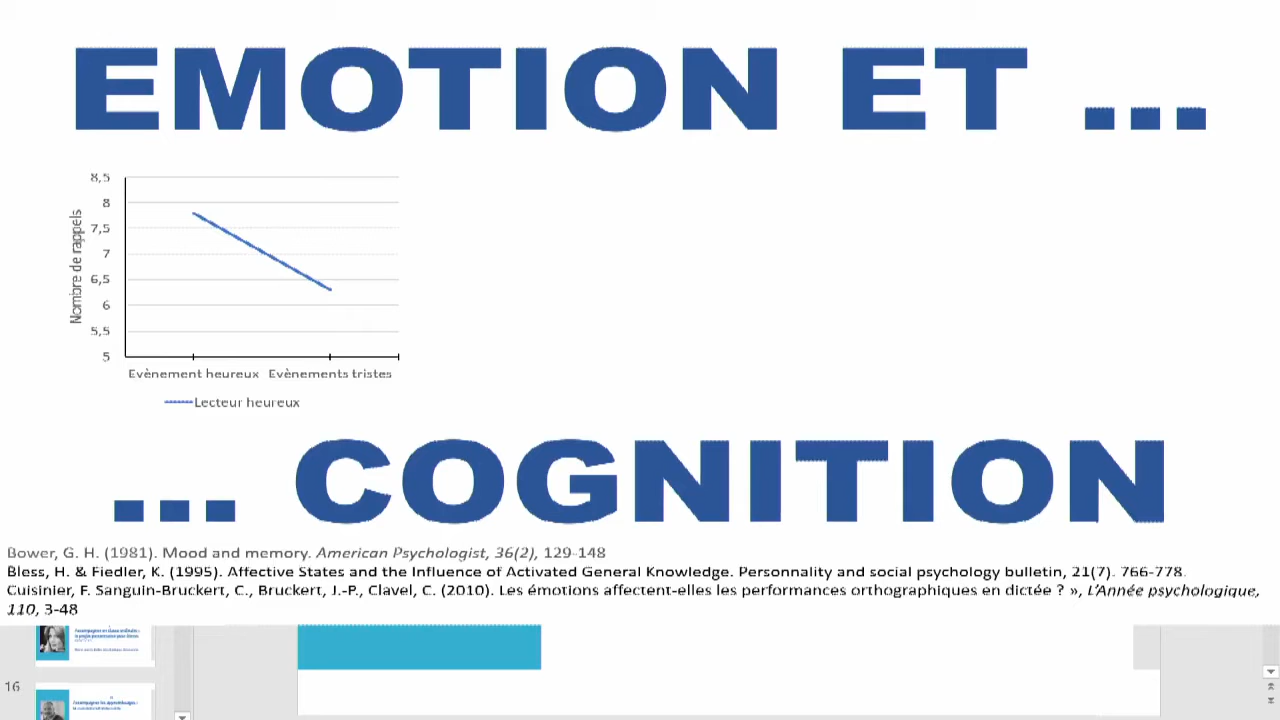 EMOTION ET ...
8,5
8
7,5
7
6,5
6
5,5
5
Nombre de rappels
Evènement heureux Evènements tristes
Lecteur heureux
... COGNITION
Bower, G. H. (1981). Mood and memory. American Psychologist, 36(2), 129-148
Bless, H. & Fiedler, K. (1995). Affective States and the Influence of Activated General Knowledge. Personnality and social psychology bulletin, 21(7). 766-778.
Cuisinier, F. Sanguin-Bruckert, C., Bruckert, J.-P., Clavel, C. (2010). Les émotions affectent-elles les performances orthographiques en dictée ? », L'Année psychologique,
110, 3-48
16